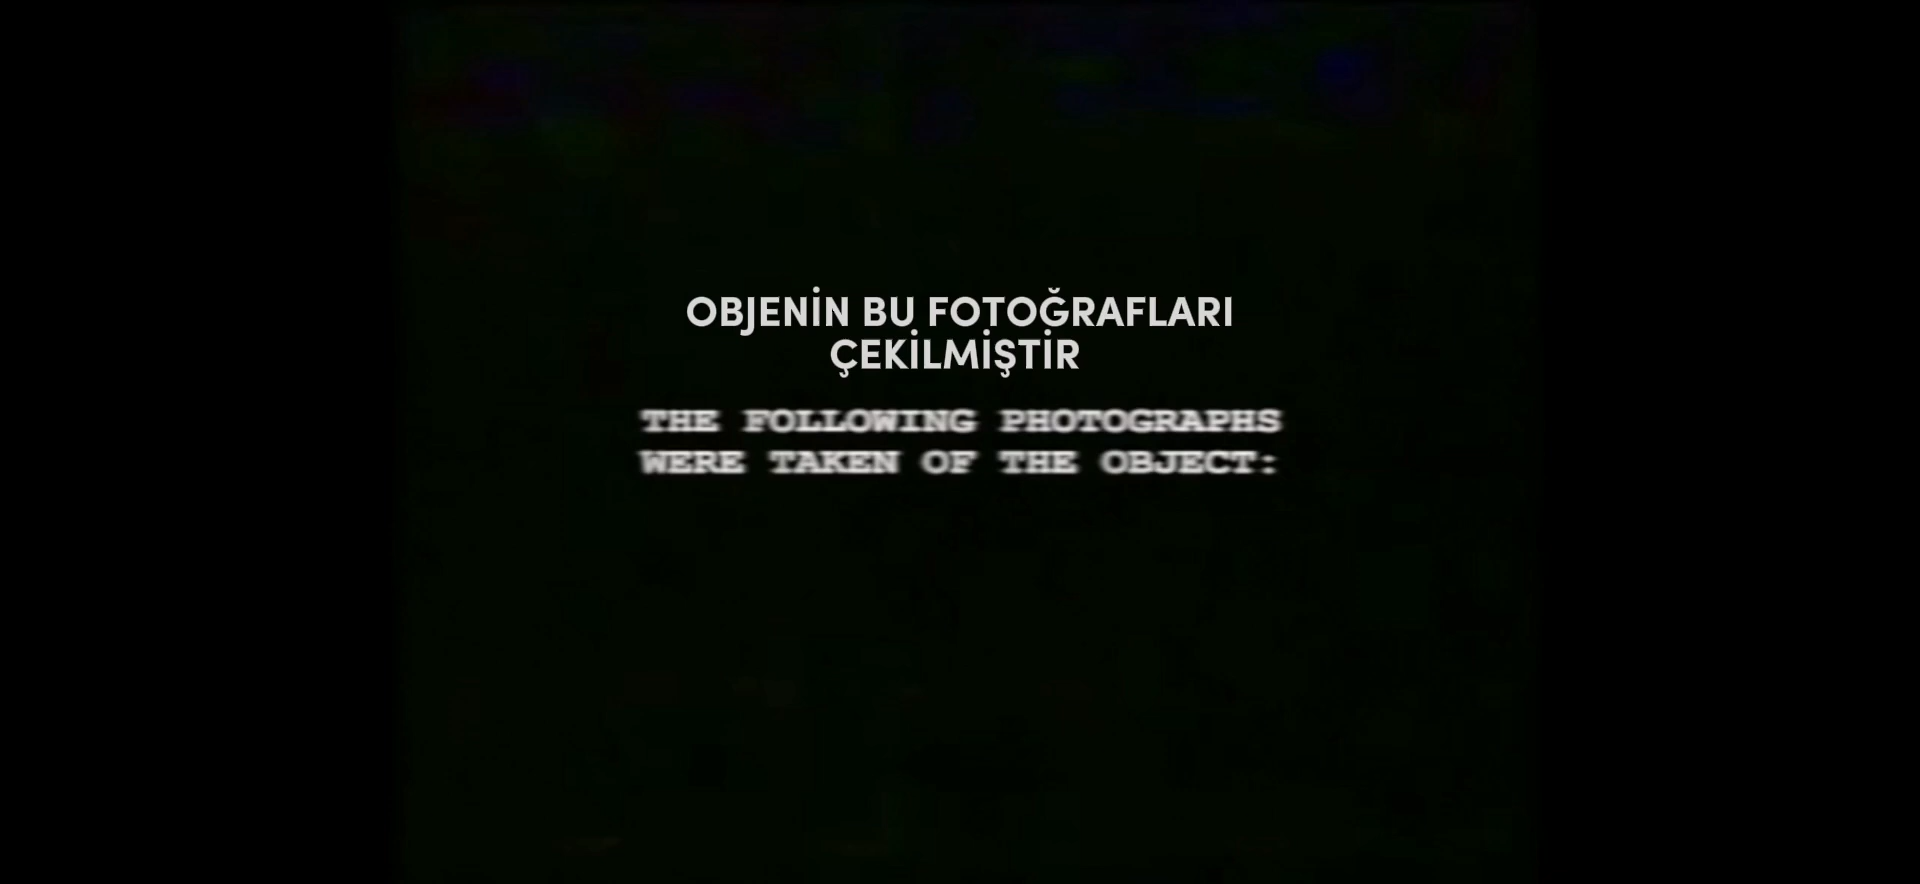 OBJENİN BU FOTOĞRAFLARI
ÇEKİLMİŞTİR
THE FOLLOWING PHOTOGRAPHS
WERE TAKEN OF THE OBJECT: